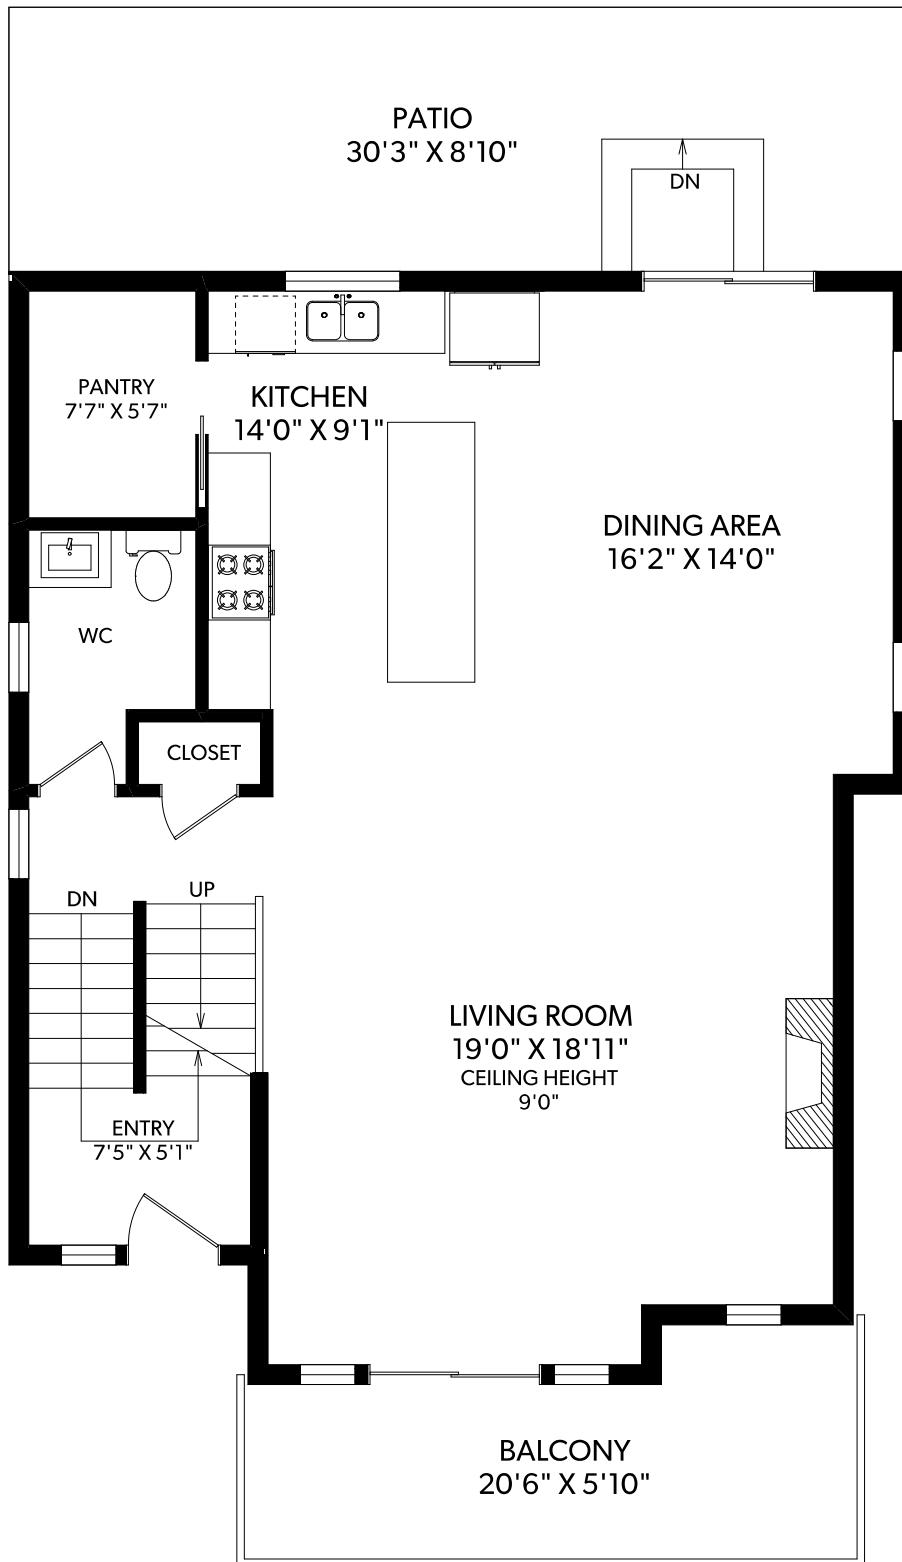 PATIO
30'3" X 8'10"
DN
PANTRY
7'7" X 5'7"
KITCHEN
14'0" X 9'1"
DINING AREA
16'2" X 14'0"
WC
CLOSET
DN
UP
LIVING ROOM
19'0" X 18'11"
CEILING HEIGHT
9'0"
ENTRY
7'5" X 5'1"
BALCONY
20'6" X 5'10"